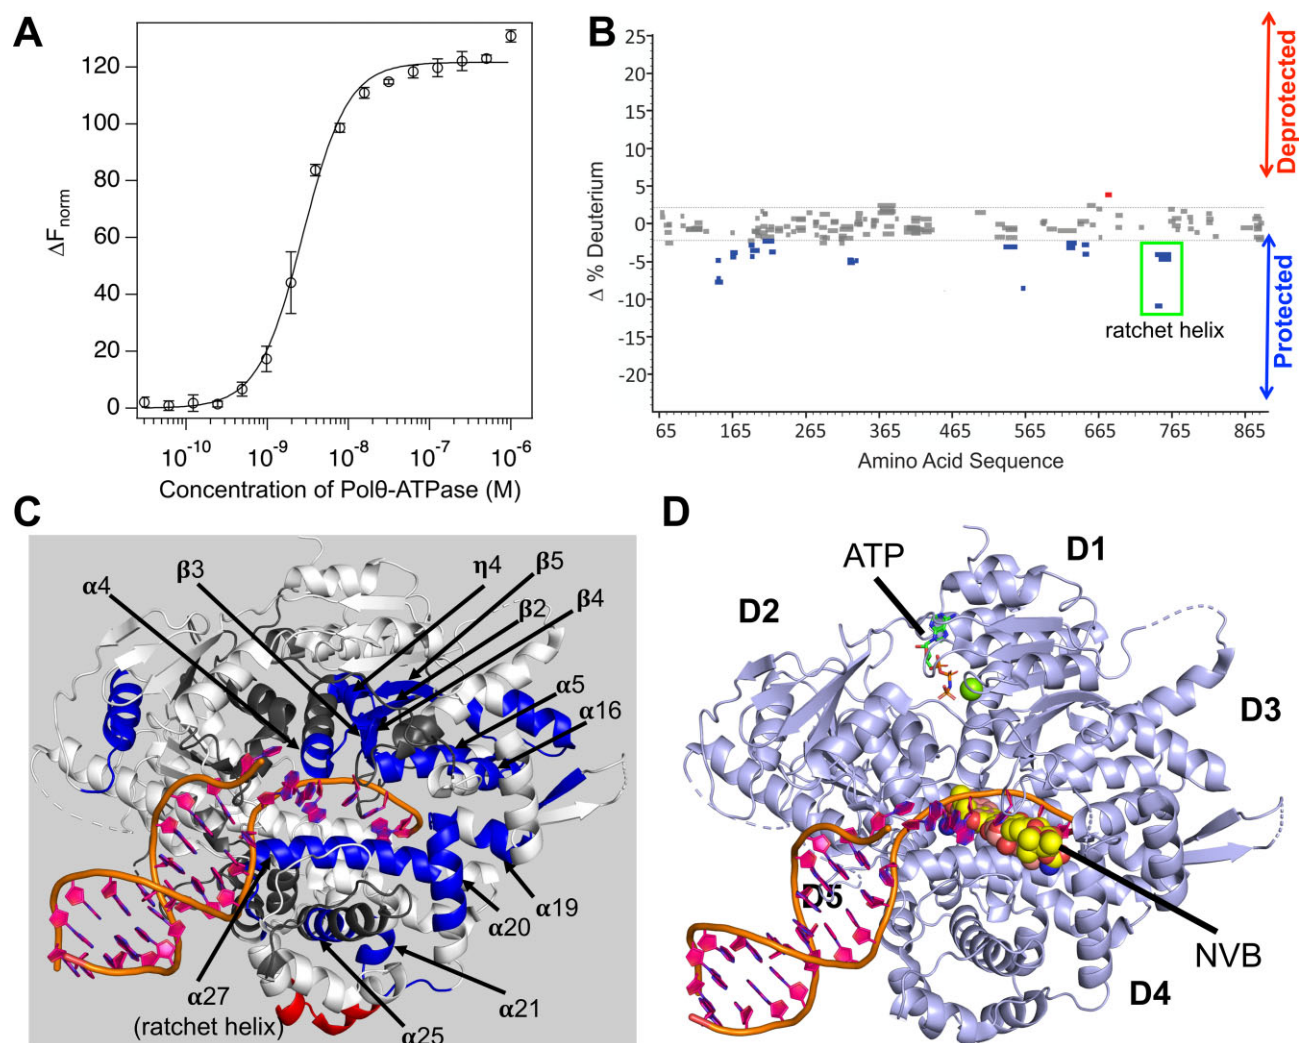 A
120
100
80
60
40
20
0
ΔF_norm
10^-10
10^-9
10^-8
10^-7
10^-6
Concentration of Polθ-ATPase (M)
B
25
20
15
10
5
0
-5
-10
-15
-20
Δ % Deuterium
65
165
265
365
465
565
665
765
865
Amino Acid Sequence
ratchet helix
Deprotected
Protected
C
α4
β3
η4
β5
β2
β4
α5
α16
α19
α20
α21
α25
α27
(ratchet helix)
D
ATP
D1
D2
D3
D5
NVB
D4